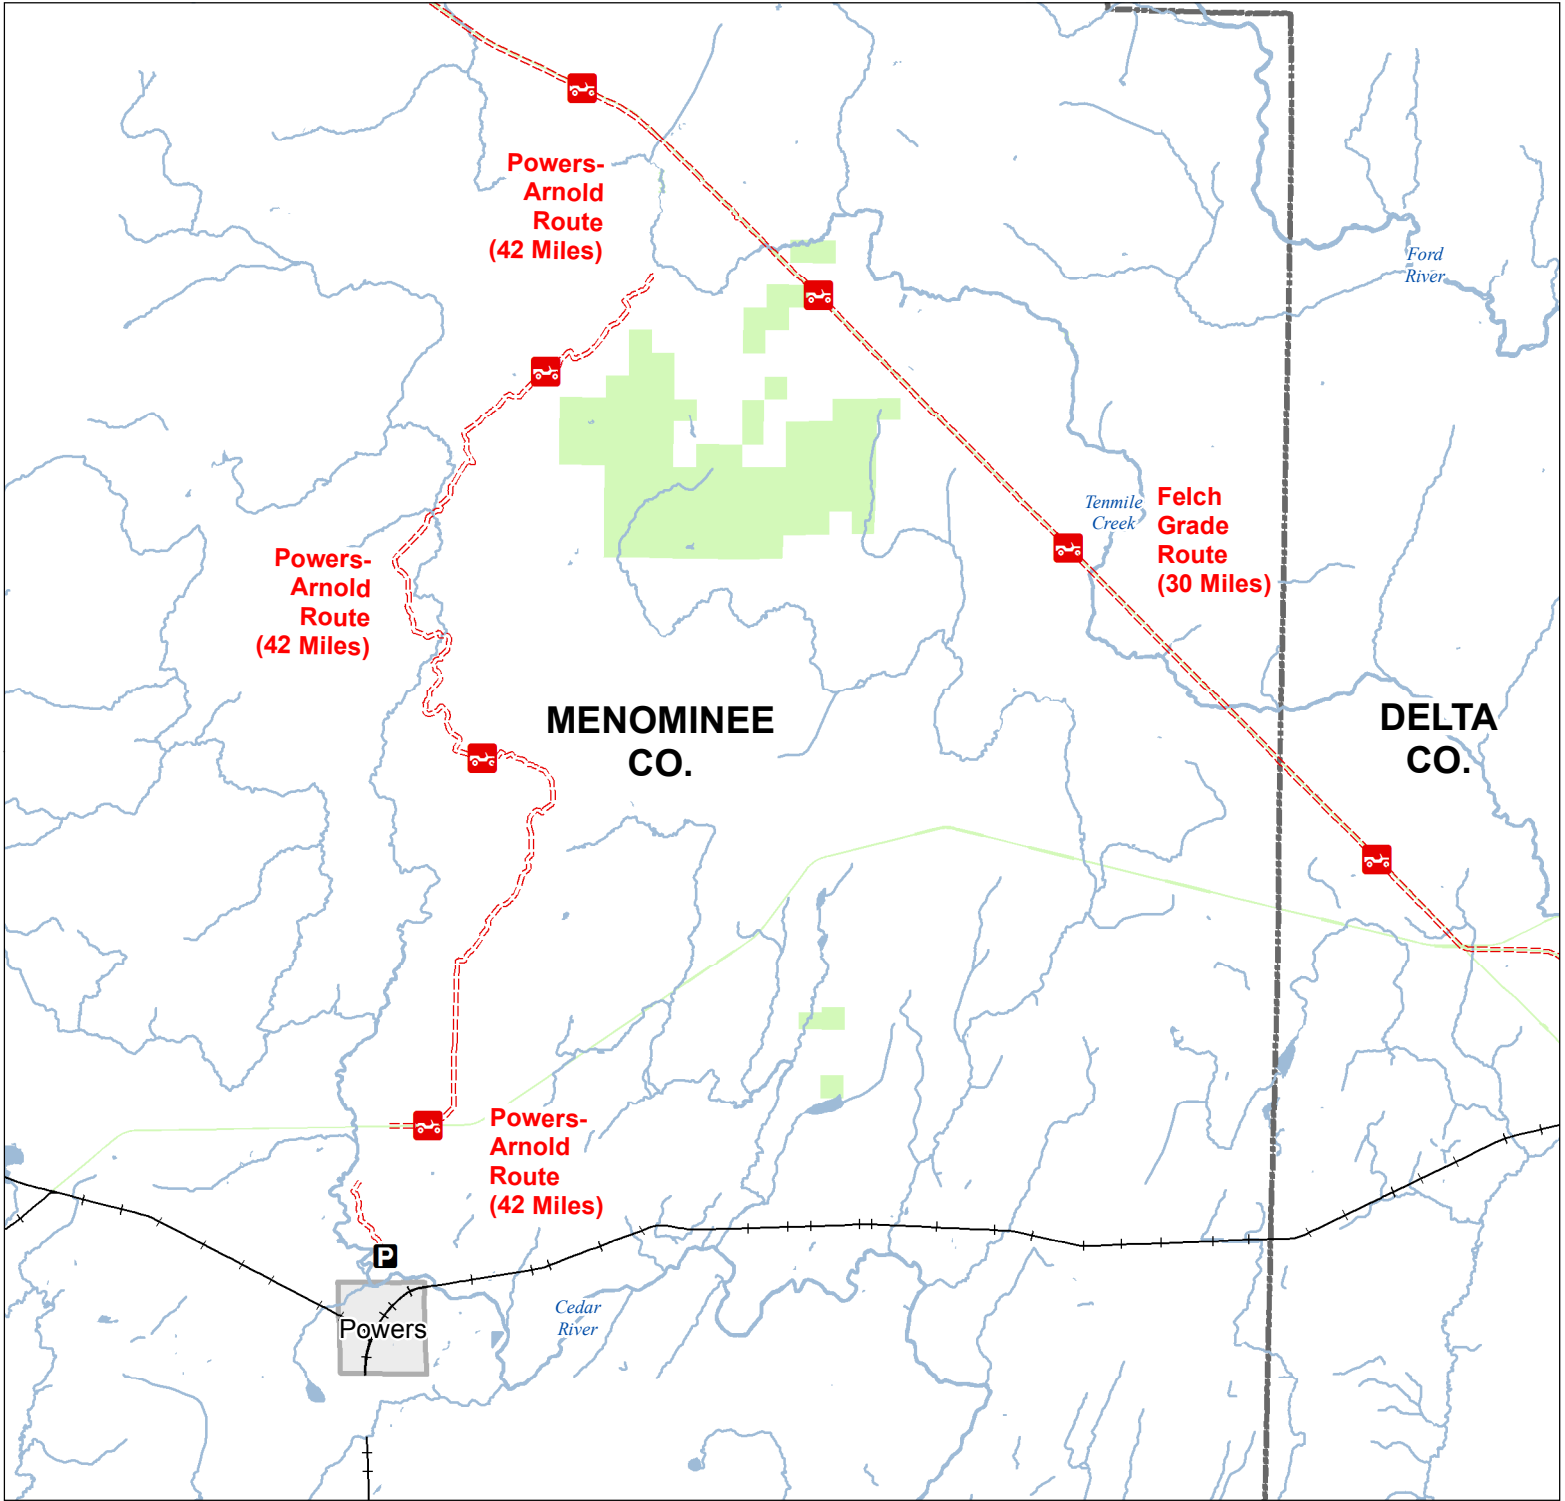 Powers-
Arnold
Route
(42 Miles)
Ford
River
Tenmile
Creek
Felch
Grade
Route
(30 Miles)
Powers-
Arnold
Route
(42 Miles)
MENOMINEE
CO.
DELTA
CO.
Powers-
Arnold
Route
(42 Miles)
P
Cedar
River
Powers